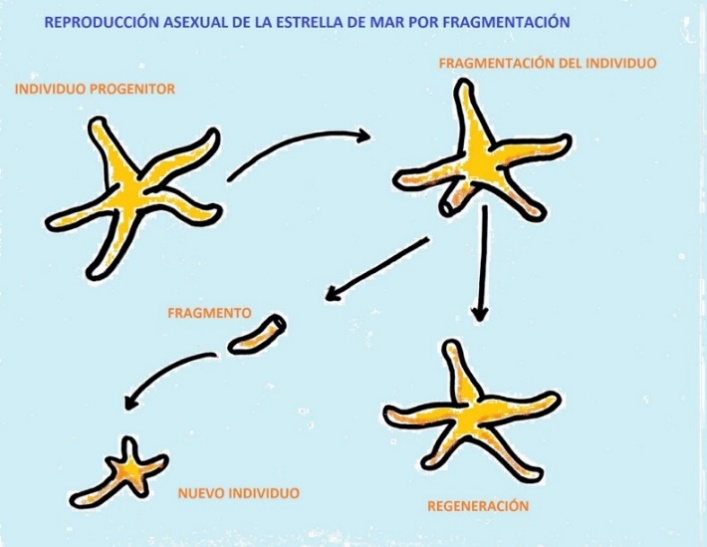 REPRODUCCIÓN ASEXUAL DE LA ESTRELLA DE MAR POR FRAGMENTACIÓN
FRAGMENTACIÓN DEL INDIVIDUO
INDIVIDUO PROGENITOR
FRAGMENTO
NUEVO INDIVIDUO
REGENERACIÓN